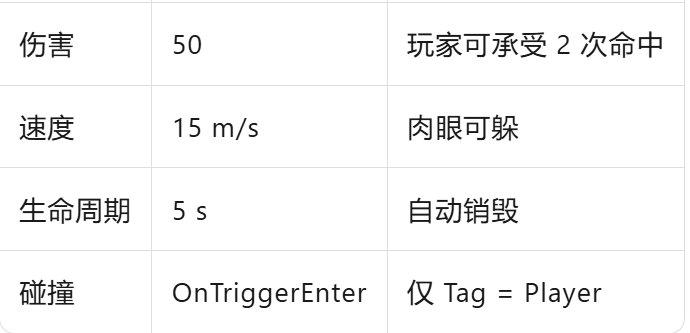 伤害 50 玩家可承受 2 次命中
速度 15 m/s 肉眼可躲
生命周期 5 s 自动销毁
碰撞 OnTriggerEnter 仅 Tag = Player